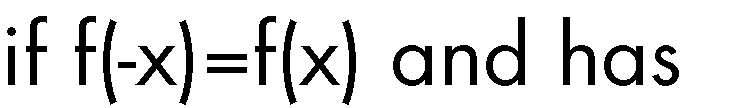 if f(-x)=f(x) and has